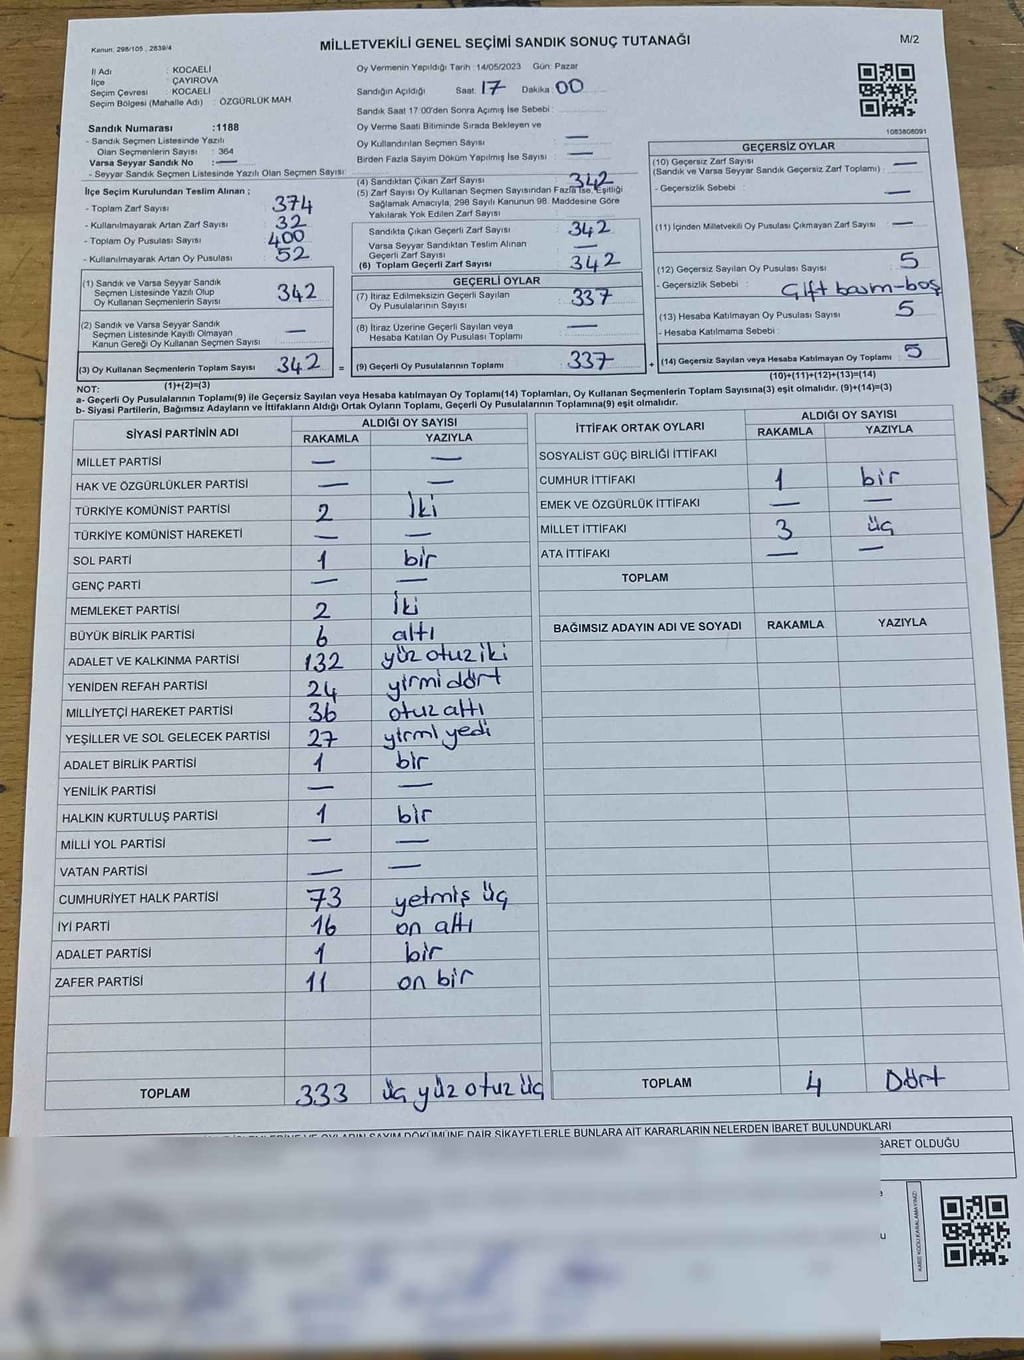 Kanun; 298/105 , 2839/4
MİLLETVEKİLİ GENEL SEÇİMİ SANDIK SONUÇ TUTANAĞI
M/2
İl Adı : KOCAELİ
İlçe : ÇAYIROVA
Seçim Çevresi : KOCAELİ
Seçim Bölgesi (Mahalle Adı) : ÖZGÜRLÜK MAH
Sandık Numarası :1188
- Sandık Seçmen Listesinde Yazılı
Olan Seçmenlerin Sayısı : 364
Varsa Seyyar Sandık No : —
- Seyyar Sandık Seçmen Listesinde Yazılı Olan Seçmen Sayısı:
Oy Vermenin Yapıldığı Tarih :14/05/2023 Gün: Pazar
Sandığın Açıldığı Saat: 17 Dakika: 00
Sandık Saat 17:00'den Sonra Açımış İse Sebebi :
Oy Verme Saati Bitiminde Sırada Bekleyen ve
Oy Kullandırılan Seçmen Sayısı : —
Birden Fazla Sayım Döküm Yapılmış İse Sayısı : —
1083808091
İlçe Seçim Kurulundan Teslim Alınan ;
- Toplam Zarf Sayısı : 374
- Kullanılmayarak Artan Zarf Sayısı : 32
- Toplam Oy Pusulası Sayısı : 400
- Kullanılmayarak Artan Oy Pusulası : 52
(1) Sandık ve Varsa Seyyar Sandık
Seçmen Listesinde Yazılı Olup
Oy Kullanan Seçmenlerin Sayısı : 342
(2) Sandık ve Varsa Seyyar Sandık
Seçmen Listesinde Kayıtlı Olmayan
Kanun Gereği Oy Kullanan Seçmen Sayısı : —
(3) Oy Kullanan Seçmenlerin Toplam Sayısı : 342 =
(1)+(2)=(3)
(4) Sandıktan Çıkan Zarf Sayısı : 342
(5) Zarf Sayısı Oy Kullanan Seçmen Sayısından Fazla İse, Eşitliği
Sağlamak Amacıyla, 298 Sayılı Kanunun 98. Maddesine Göre
Yakılarak Yok Edilen Zarf Sayısı :
Sandıkta Çıkan Geçerli Zarf Sayısı : 342
Varsa Seyyar Sandıktan Teslim Alınan
Geçerli Zarf Sayısı : —
(6) Toplam Geçerli Zarf Sayısı : 342
GEÇERLİ OYLAR
(7) İtiraz Edilmeksizin Geçerli Sayılan
Oy Pusulalarının Sayısı : 337
(8) İtiraz Üzerine Geçerli Sayılan veya
Hesaba Katılan Oy Pusulası Toplamı : —
(9) Geçerli Oy Pusulalarının Toplamı : 337 +
GEÇERSİZ OYLAR
(10) Geçersiz Zarf Sayısı : —
(Sandık ve Varsa Seyyar Sandık Geçersiz Zarf Toplamı) :
- Geçersizlik Sebebi : —
(11) İçinden Milletvekili Oy Pusulası Çıkmayan Zarf Sayısı : —
(12) Geçersiz Sayılan Oy Pusulası Sayısı : 5
- Geçersizlik Sebebi : Çift basım-boş
(13) Hesaba Katılmayan Oy Pusulası Sayısı : 5
- Hesaba Katılmama Sebebi :
(14) Geçersiz Sayılan veya Hesaba Katılmayan Oy Toplamı : 5
(10)+(11)+(12)+(13)=(14)
NOT:
a- Geçerli Oy Pusulalarının Toplamı(9) ile Geçersiz Sayılan veya Hesaba katılmayan Oy Toplamı(14) Toplamları, Oy Kullanan Seçmenlerin Toplam Sayısına(3) eşit olmalıdır. (9)+(14)=(3)
b- Siyasi Partilerin, Bağımsız Adayların ve İttifakların Aldığı Ortak Oyların Toplamı, Geçerli Oy Pusulalarının Toplamına(9) eşit olmalıdır.
SİYASİ PARTİNİN ADI ALDIĞI OY SAYISI
RAKAMLA YAZIYLA
MİLLET PARTİSİ — —
HAK VE ÖZGÜRLÜKLER PARTİSİ — —
TÜRKİYE KOMÜNİST PARTİSİ 2 İki
TÜRKİYE KOMÜNİST HAREKETİ — —
SOL PARTİ 1 bir
GENÇ PARTİ — —
MEMLEKET PARTİSİ 2 İki
BÜYÜK BİRLİK PARTİSİ 6 altı
ADALET VE KALKINMA PARTİSİ 132 yüz otuz iki
YENİDEN REFAH PARTİSİ 24 yirmi dört
MİLLİYETÇİ HAREKET PARTİSİ 36 otuz altı
YEŞİLLER VE SOL GELECEK PARTİSİ 27 yirmi yedi
ADALET BİRLİK PARTİSİ 1 bir
YENİLİK PARTİSİ — —
HALKIN KURTULUŞ PARTİSİ 1 bir
MİLLİ YOL PARTİSİ — —
VATAN PARTİSİ — —
CUMHURİYET HALK PARTİSİ 73 yetmiş üç
İYİ PARTİ 16 on altı
ADALET PARTİSİ 1 bir
ZAFER PARTİSİ 11 on bir
TOPLAM 333 üç yüz otuz üç
İTTİFAK ORTAK OYLARI ALDIĞI OY SAYISI
RAKAMLA YAZIYLA
SOSYALİST GÜÇ BİRLİĞİ İTTİFAKI
CUMHUR İTTİFAKI 1 bir
EMEK VE ÖZGÜRLÜK İTTİFAKI — —
MİLLET İTTİFAKI 3 üç
ATA İTTİFAKI — —
TOPLAM
BAĞIMSIZ ADAYIN ADI VE SOYADI RAKAMLA YAZIYLA
TOPLAM 4 Dört
SAYIM DÖKÜMÜNE DAİR ŞİKAYETLERLE BUNLARA AİT KARARLARIN NELERDEN İBARET BULUNDUKLARI
OLDUĞU
KARE KODU KARALAMAYINIZ!